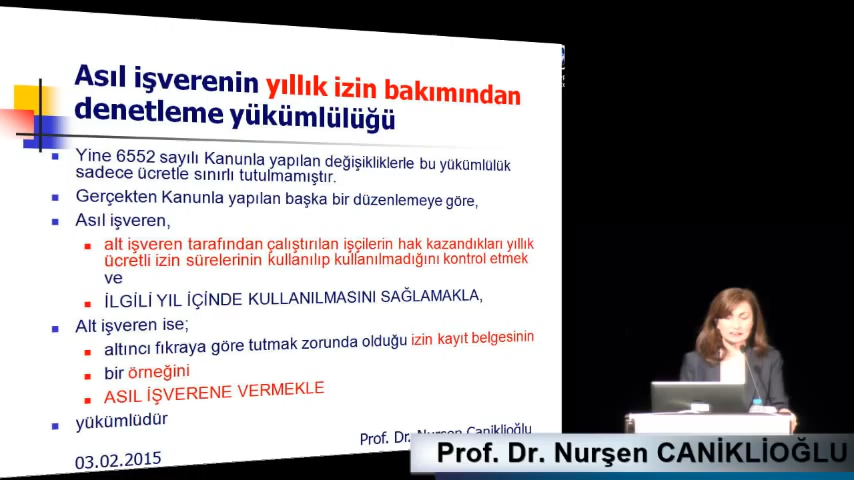 Asıl işverenin yıllık izin bakımından
denetleme yükümlülüğü
Yine 6552 sayılı Kanunla yapılan değişikliklerle bu yükümlülük
sadece ücretle sınırlı tutulmamıştır.
Gerçekten Kanunla yapılan başka bir düzenlemeye göre,
Asıl işveren,
alt işveren tarafından çalıştırılan işçilerin hak kazandıkları yıllık
ücretli izin sürelerinin kullanılıp kullanılmadığını kontrol etmek
ve
İLGİLİ YIL İÇİNDE KULLANILMASINI SAĞLAMAKLA,
Alt işveren ise;
altıncı fıkraya göre tutmak zorunda olduğu izin kayıt belgesinin
bir örneğini
ASIL İŞVERENE VERMEKLE
yükümlüdür
Prof. Dr. Nurşen Caniklioğlu
03.02.2015
Prof. Dr. Nurşen CANİKLİOĞLU